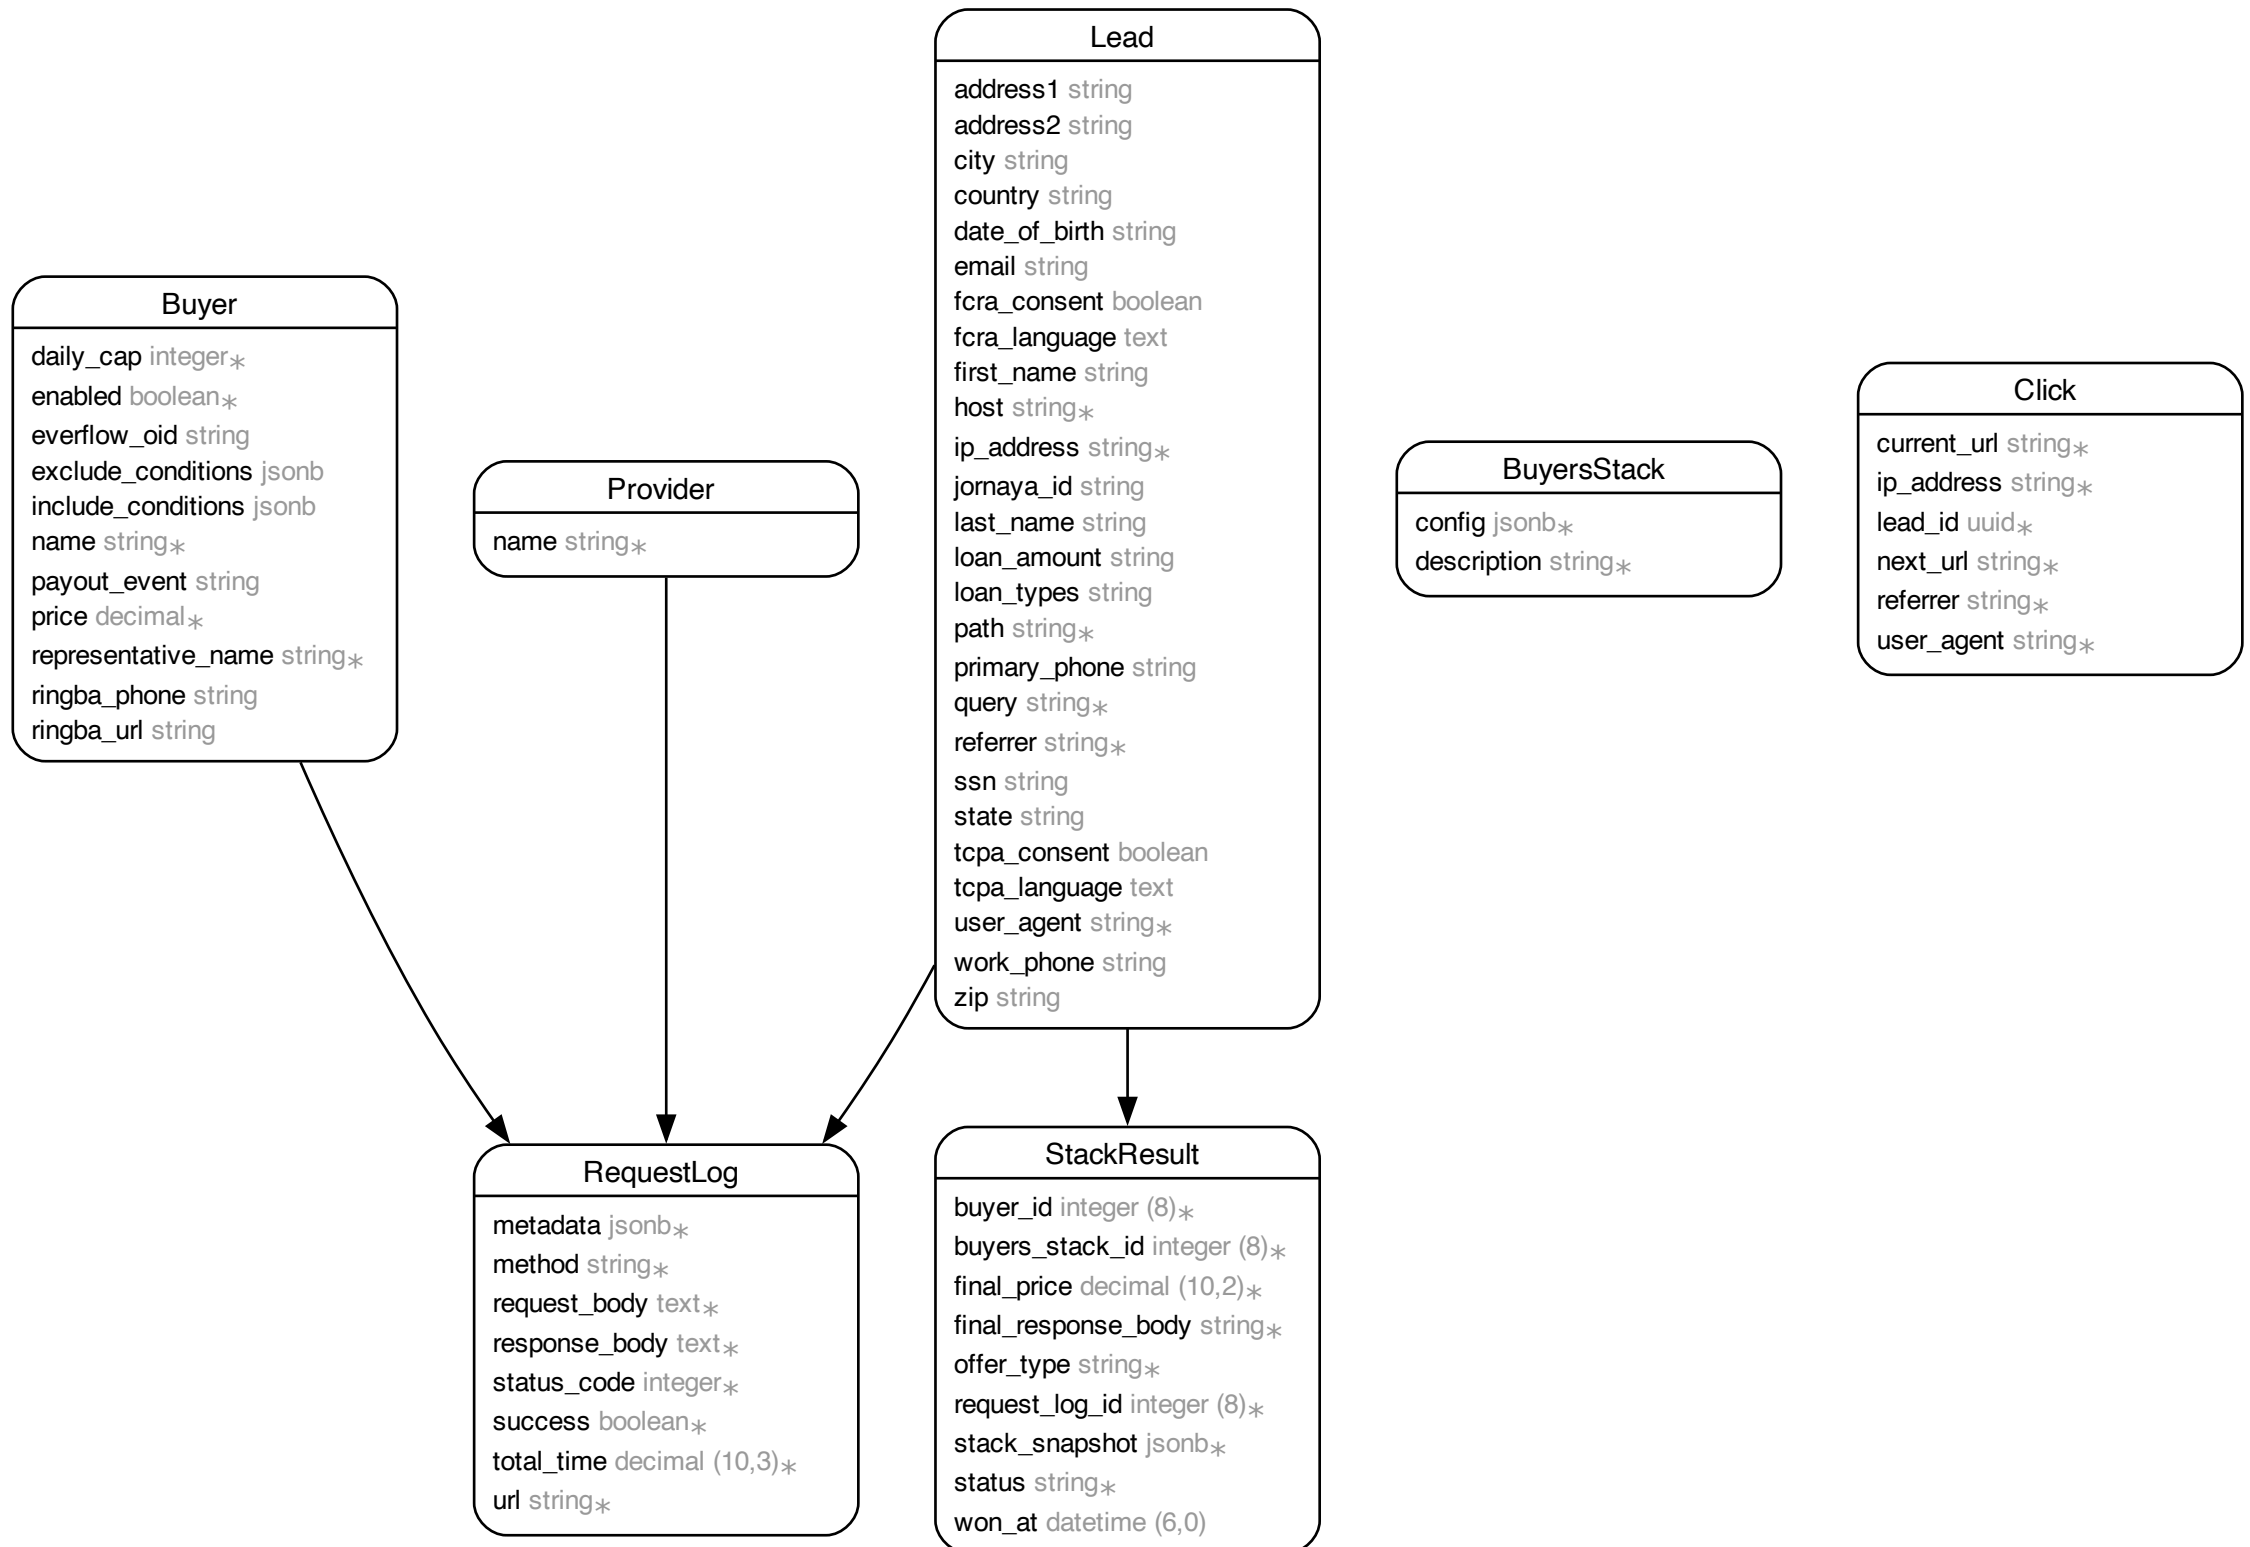 Lead
address1 string
address2 string
city string
country string
date_of_birth string
email string
fcra_consent boolean
fcra_language text
first_name string
host string*
ip_address string*
jornaya_id string
last_name string
loan_amount string
loan_types string
path string*
primary_phone string
query string*
referrer string*
ssn string
state string
tcpa_consent boolean
tcpa_language text
user_agent string*
work_phone string
zip string
Buyer
daily_cap integer*
enabled boolean*
everflow_oid string
exclude_conditions jsonb
include_conditions jsonb
name string*
payout_event string
price decimal*
representative_name string*
ringba_phone string
ringba_url string
Provider
name string*
BuyersStack
config jsonb*
description string*
Click
current_url string*
ip_address string*
lead_id uuid*
next_url string*
referrer string*
user_agent string*
RequestLog
metadata jsonb*
method string*
request_body text*
response_body text*
status_code integer*
success boolean*
total_time decimal (10,3)*
url string*
StackResult
buyer_id integer (8)*
buyers_stack_id integer (8)*
final_price decimal (10,2)*
final_response_body string*
offer_type string*
request_log_id integer (8)*
stack_snapshot jsonb*
status string*
won_at datetime (6,0)